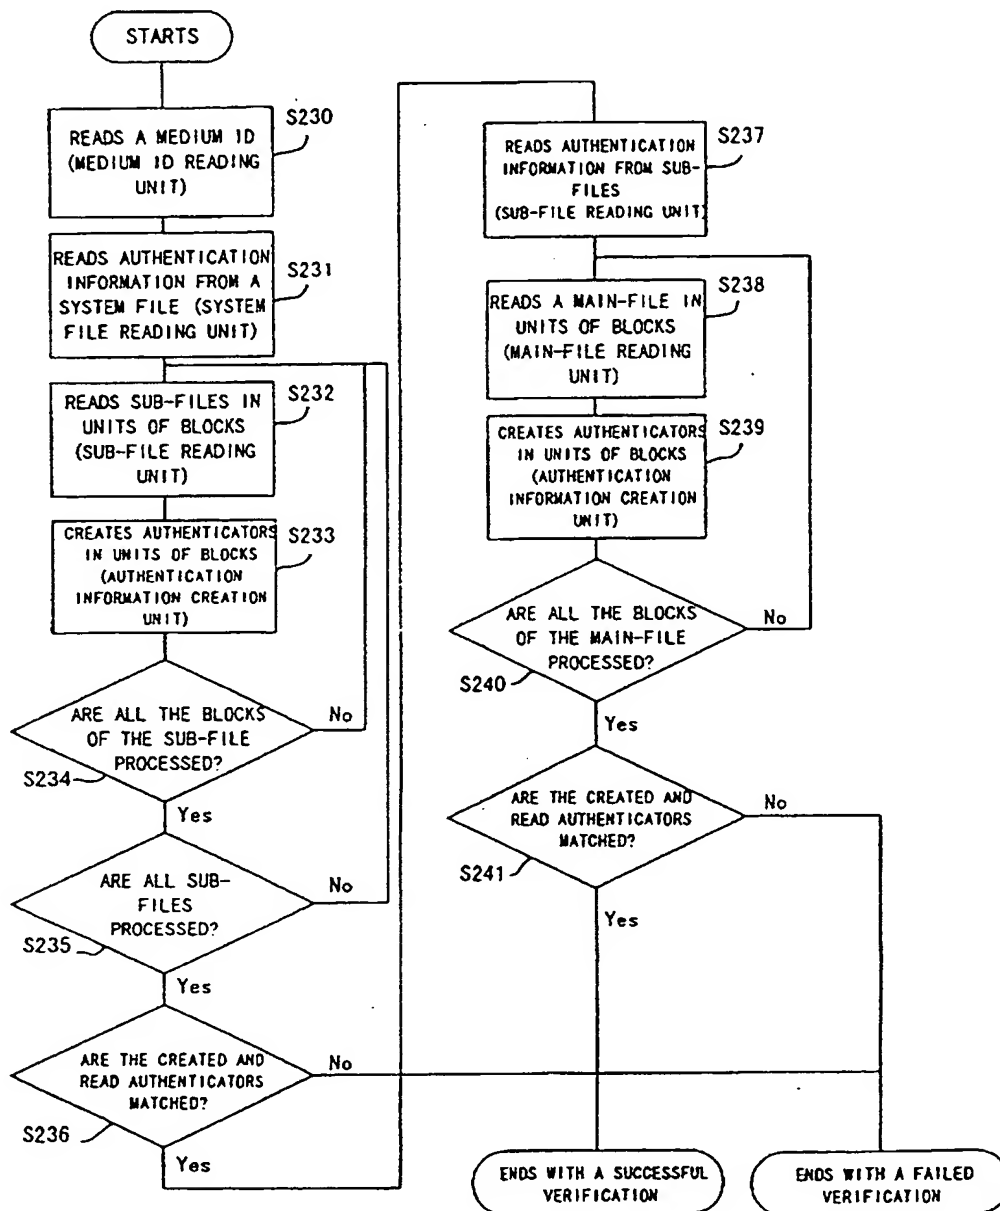 STARTS
S230
READS A MEDIUM ID
(MEDIUM ID READING
UNIT)
S231
READS AUTHENTICATION
INFORMATION FROM A
SYSTEM FILE (SYSTEM
FILE READING UNIT)
S232
READS SUB-FILES IN
UNITS OF BLOCKS
(SUB-FILE READING
UNIT)
S233
CREATES AUTHENTICATORS
IN UNITS OF BLOCKS
(AUTHENTICATION
INFORMATION CREATION
UNIT)
ARE ALL THE BLOCKS
OF THE SUB-FILE
PROCESSED?
No
S234
Yes
ARE ALL SUB-
FILES
PROCESSED?
No
S235
Yes
ARE THE CREATED AND
READ AUTHENTICATORS
MATCHED?
No
S236
Yes
S237
READS AUTHENTICATION
INFORMATION FROM SUB-
FILES
(SUB-FILE READING UNIT)
S238
READS A MAIN-FILE IN
UNITS OF BLOCKS
(MAIN-FILE READING
UNIT)
S239
CREATES AUTHENTICATORS
IN UNITS OF BLOCKS
(AUTHENTICATION
INFORMATION CREATION
UNIT)
ARE ALL THE BLOCKS
OF THE MAIN-FILE
PROCESSED?
No
S240
Yes
ARE THE CREATED AND
READ AUTHENTICATORS
MATCHED?
No
S241
Yes
ENDS WITH A SUCCESSFUL
VERIFICATION
ENDS WITH A FAILED
VERIFICATION